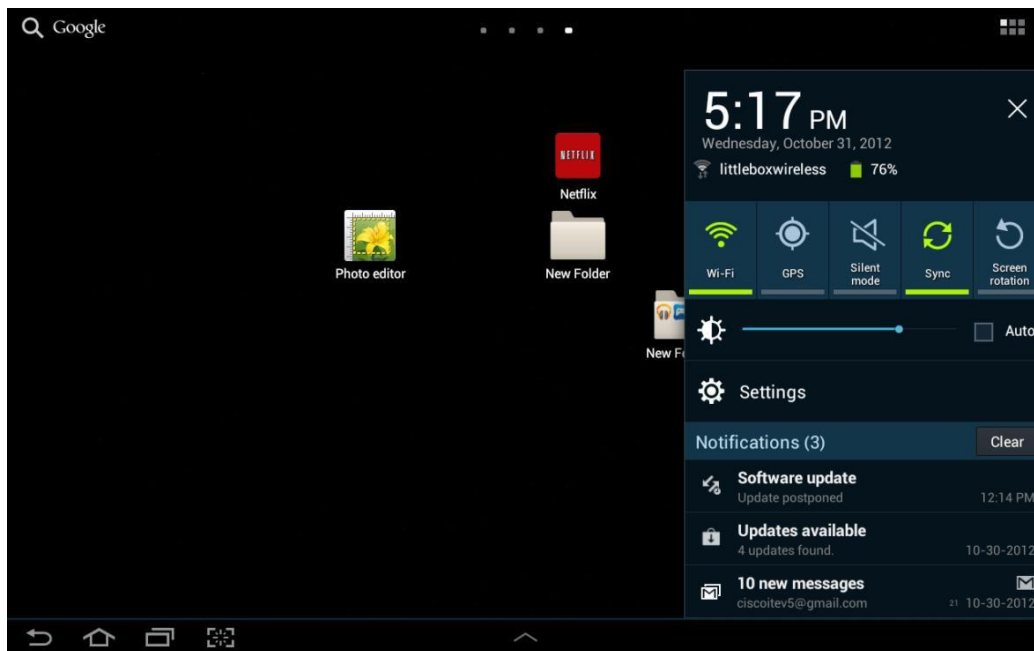 Google
5:17 PM
Wednesday, October 31, 2012
littleboxwireless 76%
NETFLIX
Netflix
Photo editor
New Folder
New Fo
Wi-Fi
GPS
Silent
mode
Sync
Screen
rotation
Auto
Settings
Notifications (3) Clear
Software update
Update postponed 12:14 PM
Updates available
4 updates found. 10-30-2012
10 new messages
ciscoitev5@gmail.com 21 10-30-2012